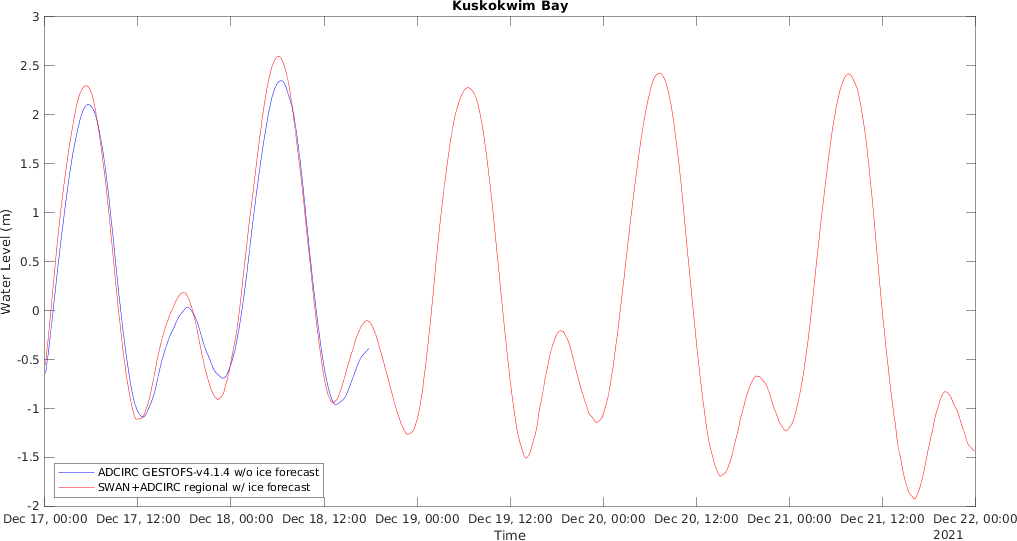 Kuskokwim Bay
3
2.5
2
1.5
1
0.5
0
-0.5
-1
-1.5
-2
Water Level (m)
ADCIRC GESTOFS-v4.1.4 w/o ice forecast
SWAN+ADCIRC regional w/ ice forecast
Dec 17, 00:00 Dec 17, 12:00 Dec 18, 00:00 Dec 18, 12:00 Dec 19, 00:00 Dec 19, 12:00 Dec 20, 00:00 Dec 20, 12:00 Dec 21, 00:00 Dec 21, 12:00 Dec 22, 00:00
Time
2021